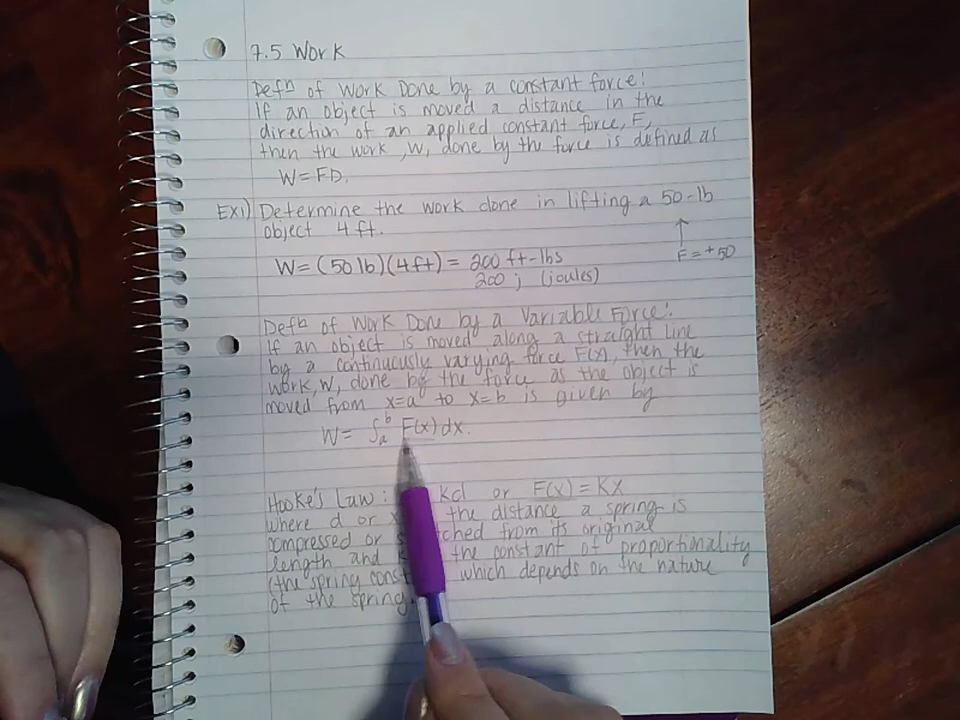 7.5 Work
Defn of Work Done by a constant force:
If an object is moved a distance in the
direction of an applied constant force, F,
then the work, W, done by the force is defined as
W=FD.
EX1) Determine the work done in lifting a 50-lb
object 4 ft.
↑
F=+50
W=(50 lb)(4ft) = 200 ft-lbs
200 j (joules)
Defn of Work Done by a Variable Force:
If an object is moved along a straight line
by a continuously varying force F(x), then the
work, W, done by the force as the object is
moved from x=a to x=b is given by
W= ∫_a^b F(x) dx.
Hooke's Law: kd or F(x)=Kx
where d or x the distance a spring is
compressed or stretched from its original
length and the constant of proportionality
(the spring which depends on the nature
of the spring.